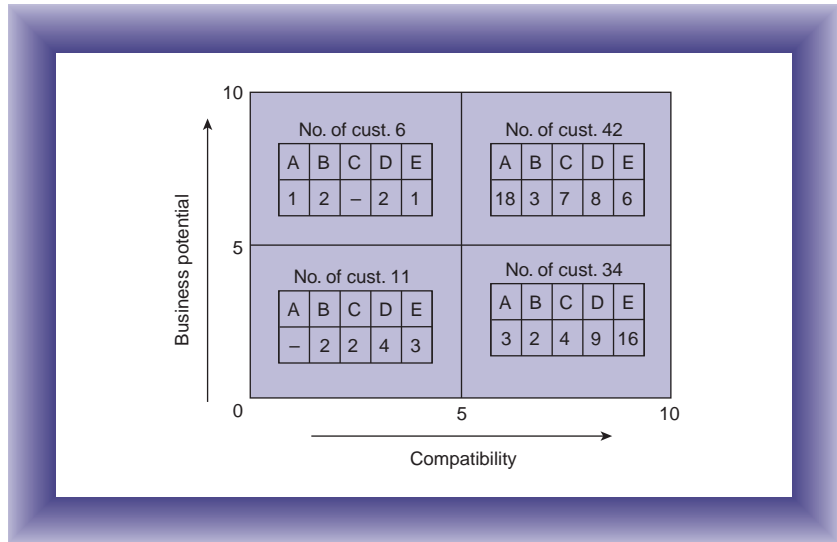 10
No. of cust. 6
A B C D E
1 2 – 2 1
No. of cust. 42
A B C D E
18 3 7 8 6
Business potential
5
No. of cust. 11
A B C D E
– 2 2 4 3
No. of cust. 34
A B C D E
3 2 4 9 16
0 5 10
Compatibility